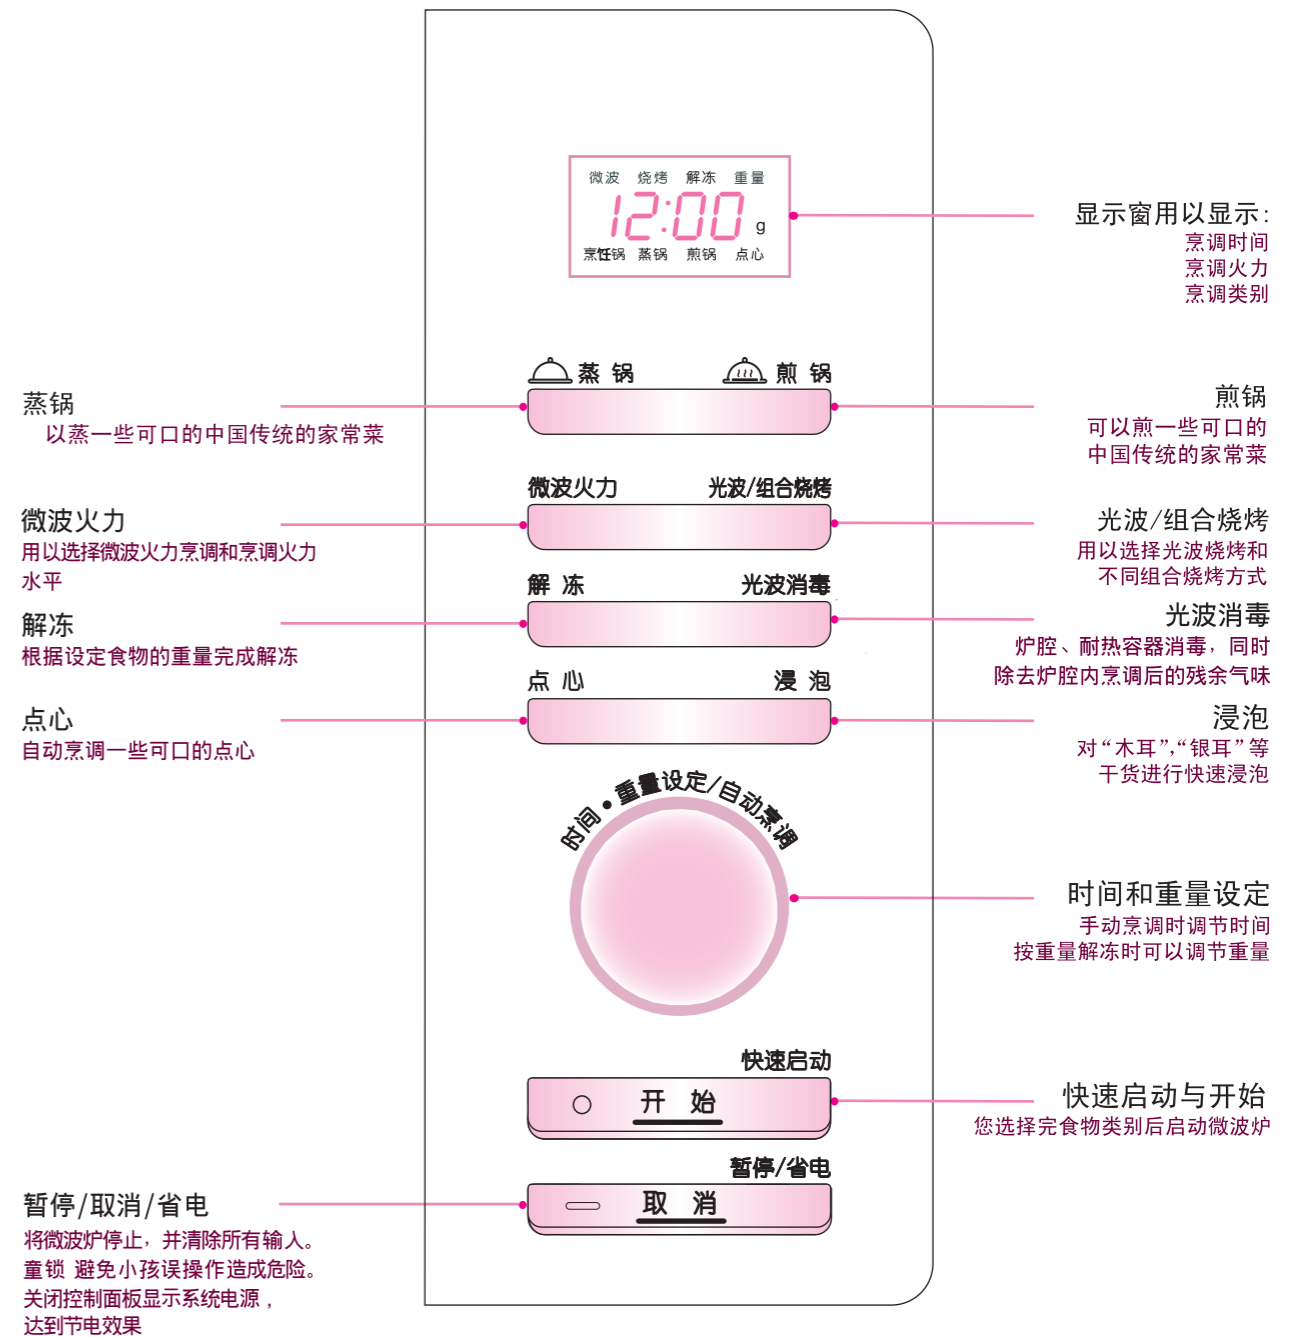 微波 烧烤 解冻 重量
12:00 g
烹饪锅 蒸锅 煎锅 点心
显示窗用以显示:
烹调时间
烹调火力
烹调类别
蒸 锅 煎 锅
蒸锅
以蒸一些可口的中国传统的家常菜
煎锅
可以煎一些可口的
中国传统的家常菜
微波火力 光波/组合烧烤
微波火力
用以选择微波火力烹调和烹调火力
水平
光波/组合烧烤
用以选择光波烧烤和
不同组合烧烤方式
解 冻 光波消毒
解冻
根据设定食物的重量完成解冻
光波消毒
炉腔、耐热容器消毒,同时
除去炉腔内烹调后的残余气味
点 心 浸 泡
点心
自动烹调一些可口的点心
浸泡
对“木耳”,“银耳”等
干货进行快速浸泡
时间•重量设定/自动烹调
时间和重量设定
手动烹调时调节时间
按重量解冻时可以调节重量
快速启动
开 始
快速启动与开始
您选择完食物类别后启动微波炉
暂停/省电
取 消
暂停/取消/省电
将微波炉停止,并清除所有输入。
童锁 避免小孩误操作造成危险。
关闭控制面板显示系统电源,
达到节电效果